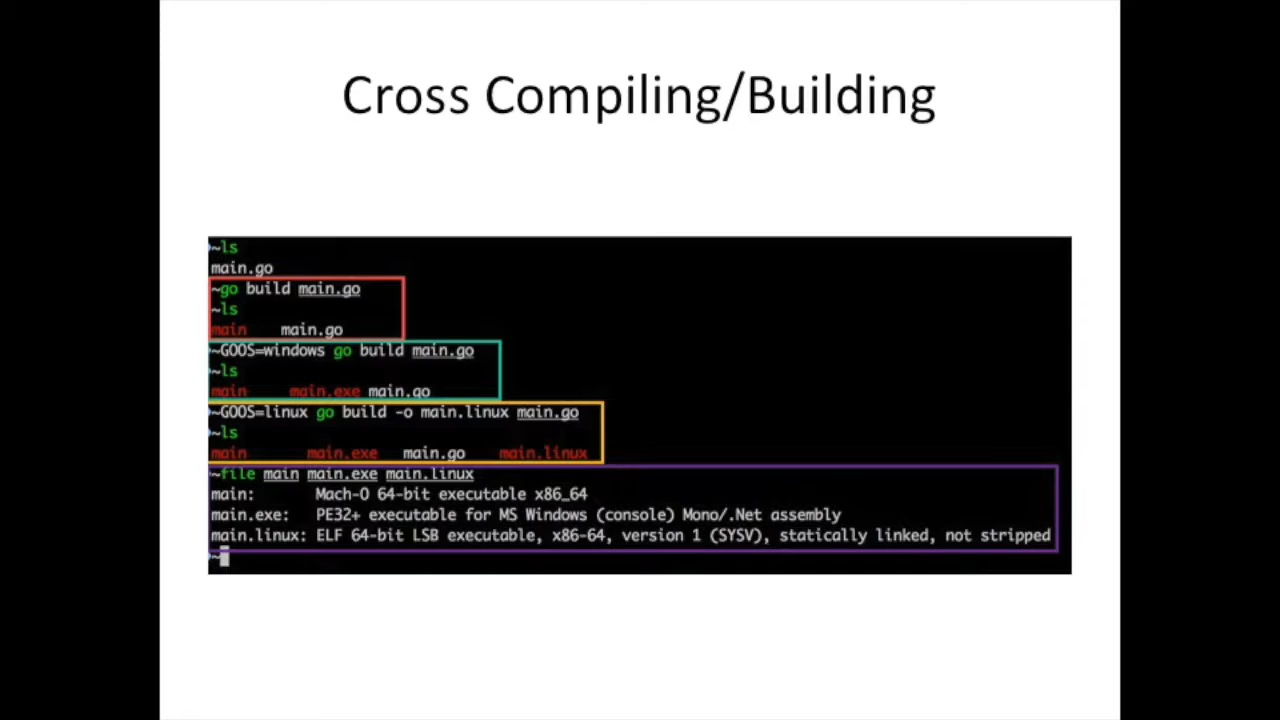 Cross Compiling/Building
~ls
main.go
~go build main.go
~ls
main    main.go
~GOOS=windows go build main.go
~ls
main     main.exe main.go
~GOOS=linux go build -o main.linux main.go
~ls
main       main.exe   main.go    main.linux
~file main main.exe main.linux
main:       Mach-O 64-bit executable x86_64
main.exe:   PE32+ executable for MS Windows (console) Mono/.Net assembly
main.linux: ELF 64-bit LSB executable, x86-64, version 1 (SYSV), statically linked, not stripped
~